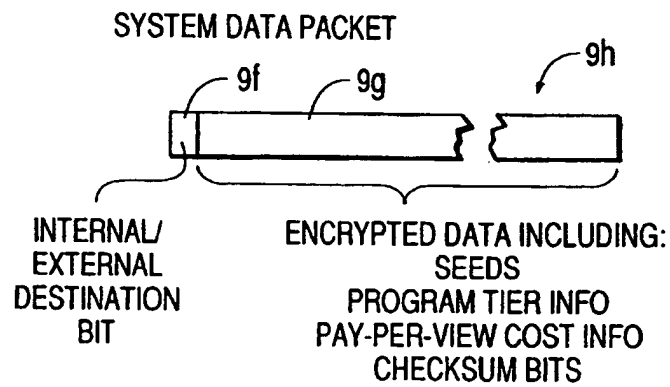 SYSTEM DATA PACKET
9f
9g
9h
INTERNAL/
EXTERNAL
DESTINATION
BIT
ENCRYPTED DATA INCLUDING:
SEEDS
PROGRAM TIER INFO
PAY-PER-VIEW COST INFO
CHECKSUM BITS